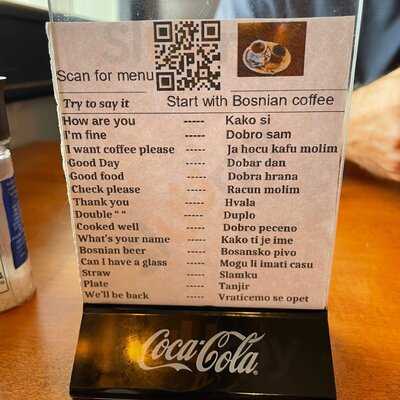 Scan for menu
Try to say it Start with Bosnian coffee
How are you ----- Kako si
I'm fine ----- Dobro sam
I want coffee please ----- Ja hocu kafu molim
Good Day ----- Dobar dan
Good food ----- Dobra hrana
Check please ----- Racun molim
Thank you ----- Hvala
Double “ “ ----- Duplo
Cooked well ----- Dobro peceno
What's your name ----- Kako ti je ime
Bosnian beer ----- Bosansko pivo
Can I have a glass ----- Mogu li imati casu
Straw ----- Slamku
Plate ----- Tanjir
We'll be back ----- Vraticemo se opet
Coca-Cola